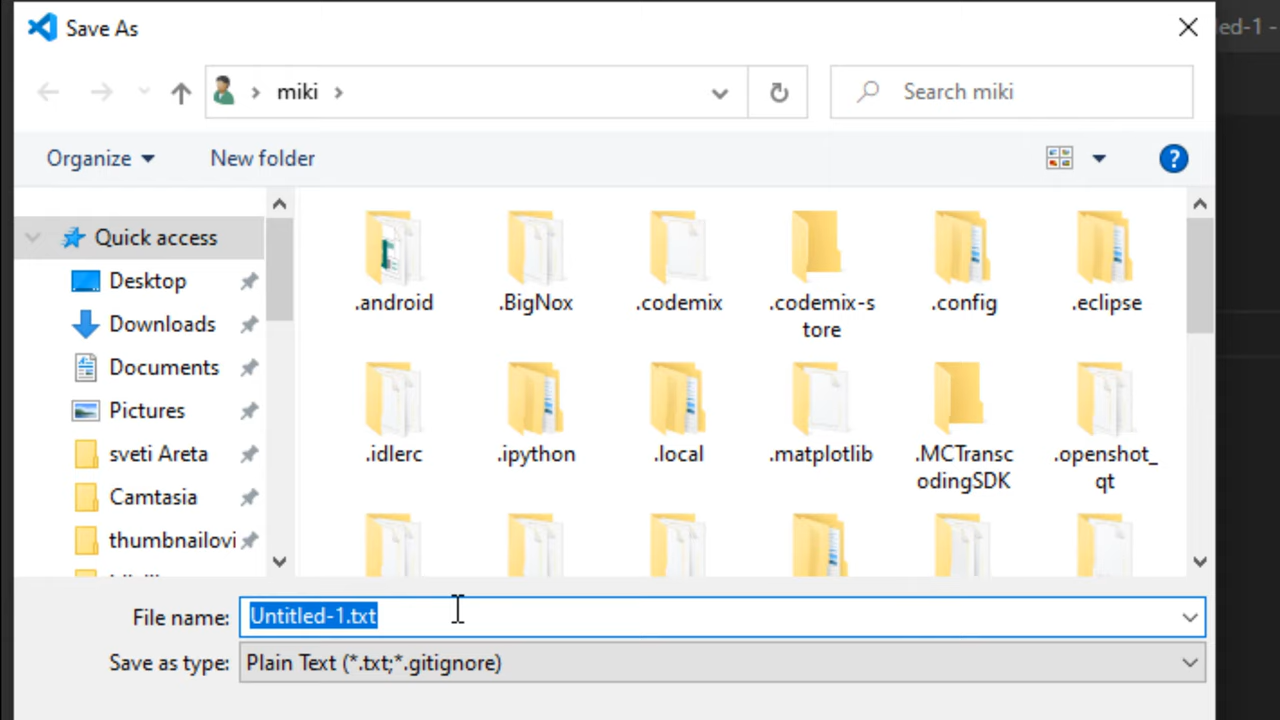 Save As
led-1 -
miki
Search miki
Organize
New folder
?
Quick access
Desktop
Downloads
Documents
Pictures
sveti Areta
Camtasia
thumbnailovi
.android
.BigNox
.codemix
.codemix-s
tore
.config
.eclipse
.idlerc
.ipython
.local
.matplotlib
.MCTransc
odingSDK
.openshot_
qt
File name:
Untitled-1.txt
Save as type:
Plain Text (*.txt;*.gitignore)